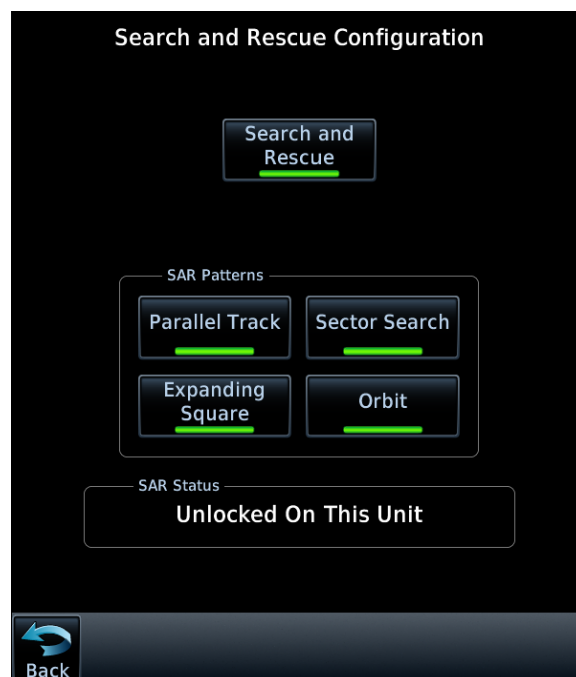 Search and Rescue Configuration
Search and
Rescue
SAR Patterns
Parallel Track
Sector Search
Expanding
Square
Orbit
SAR Status
Unlocked On This Unit
Back